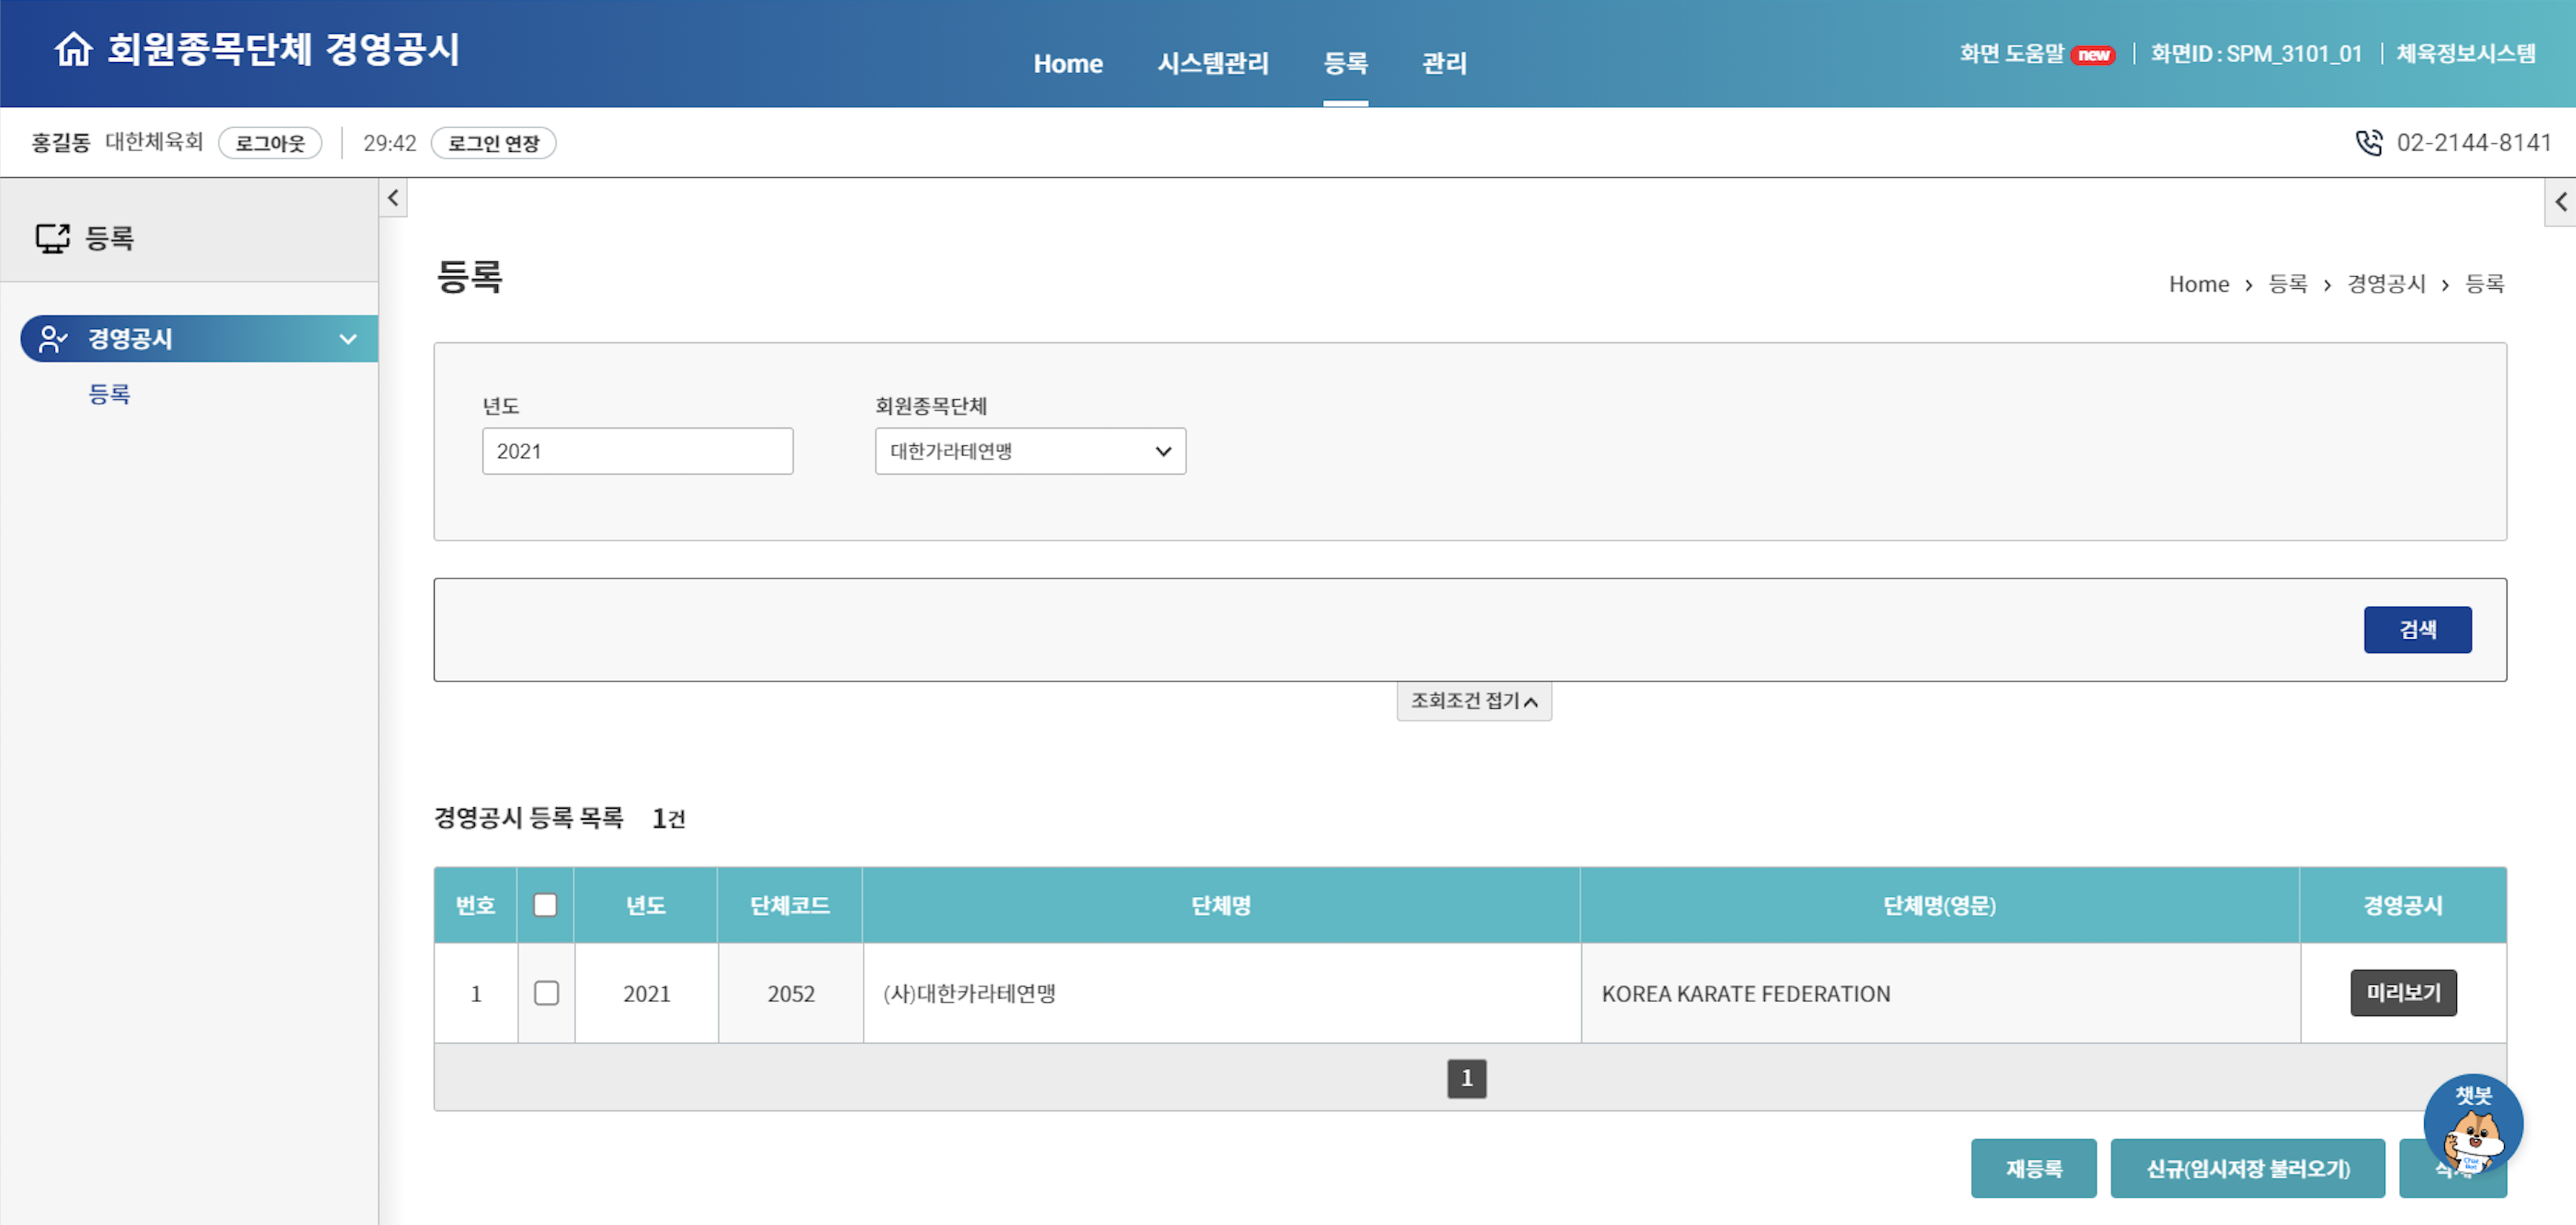 회원종목단체 경영공시
Home 시스템관리 등록 관리
화면 도움말 new 화면ID : SPM_3101_01 체육정보시스템
홍길동 대한체육회 로그아웃 29:42 로그인 연장
02-2144-8141
등록
경영공시
등록
등록
Home › 등록 › 경영공시 › 등록
년도 회원종목단체
2021 대한가라테연맹
검색
조회조건 접기
경영공시 등록 목록 1건
번호 년도 단체코드 단체명 단체명(영문) 경영공시
1 2021 2052 (사)대한카라테연맹 KOREA KARATE FEDERATION 미리보기
1
챗봇
재등록 신규(임시저장 불러오기)